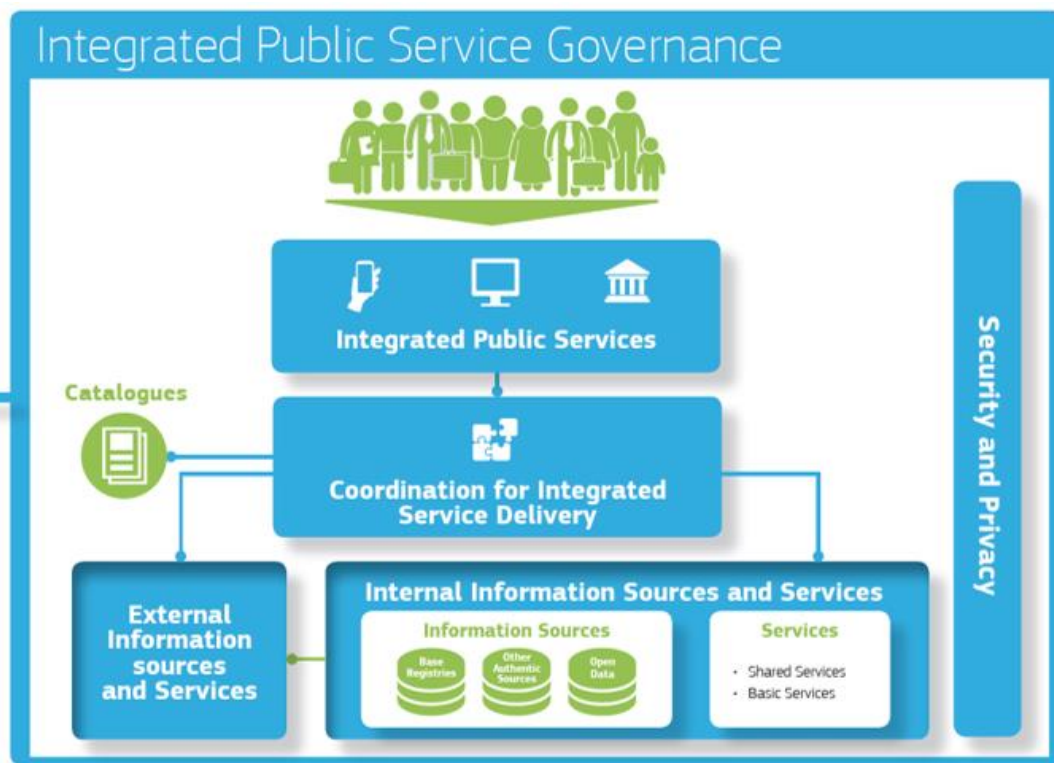 Integrated Public Service Governance
Integrated Public Services
Catalogues
Coordination for Integrated
Service Delivery
Security and Privacy
External
Information
sources
and Services
Internal Information Sources and Services
Information Sources
Base
Registries
Other
Authentic
Sources
Open
Data
Services
• Shared Services
• Basic Services